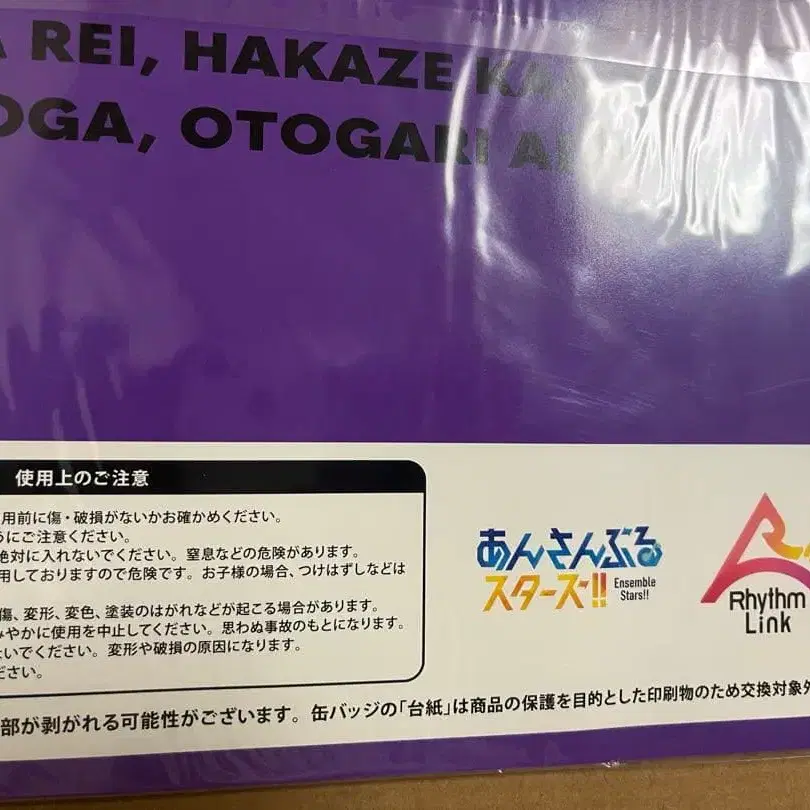 A REI, HAKAZE KA
OGA, OTOGARI A
使用上のご注意
用前に傷・破損がないかお確かめください。
うにご注意ください。
絶対に入れないでください。窒息などの危険があります。
用しておりますので危険です。お子様の場合、つけはずしなどは
傷、変形、変色、塗装のはがれなどが起こる場合があります。
みやかに使用を中止してください。思わぬ事故のもとになります。
いでください。変形や破損の原因になります。
ださい。
あんさんぶる
スターズ!!
Ensemble
Stars!!
Rhythm
Link
部が剥がれる可能性がございます。缶バッジの「台紙」は商品の保護を目的とした印刷物のため交換対象外